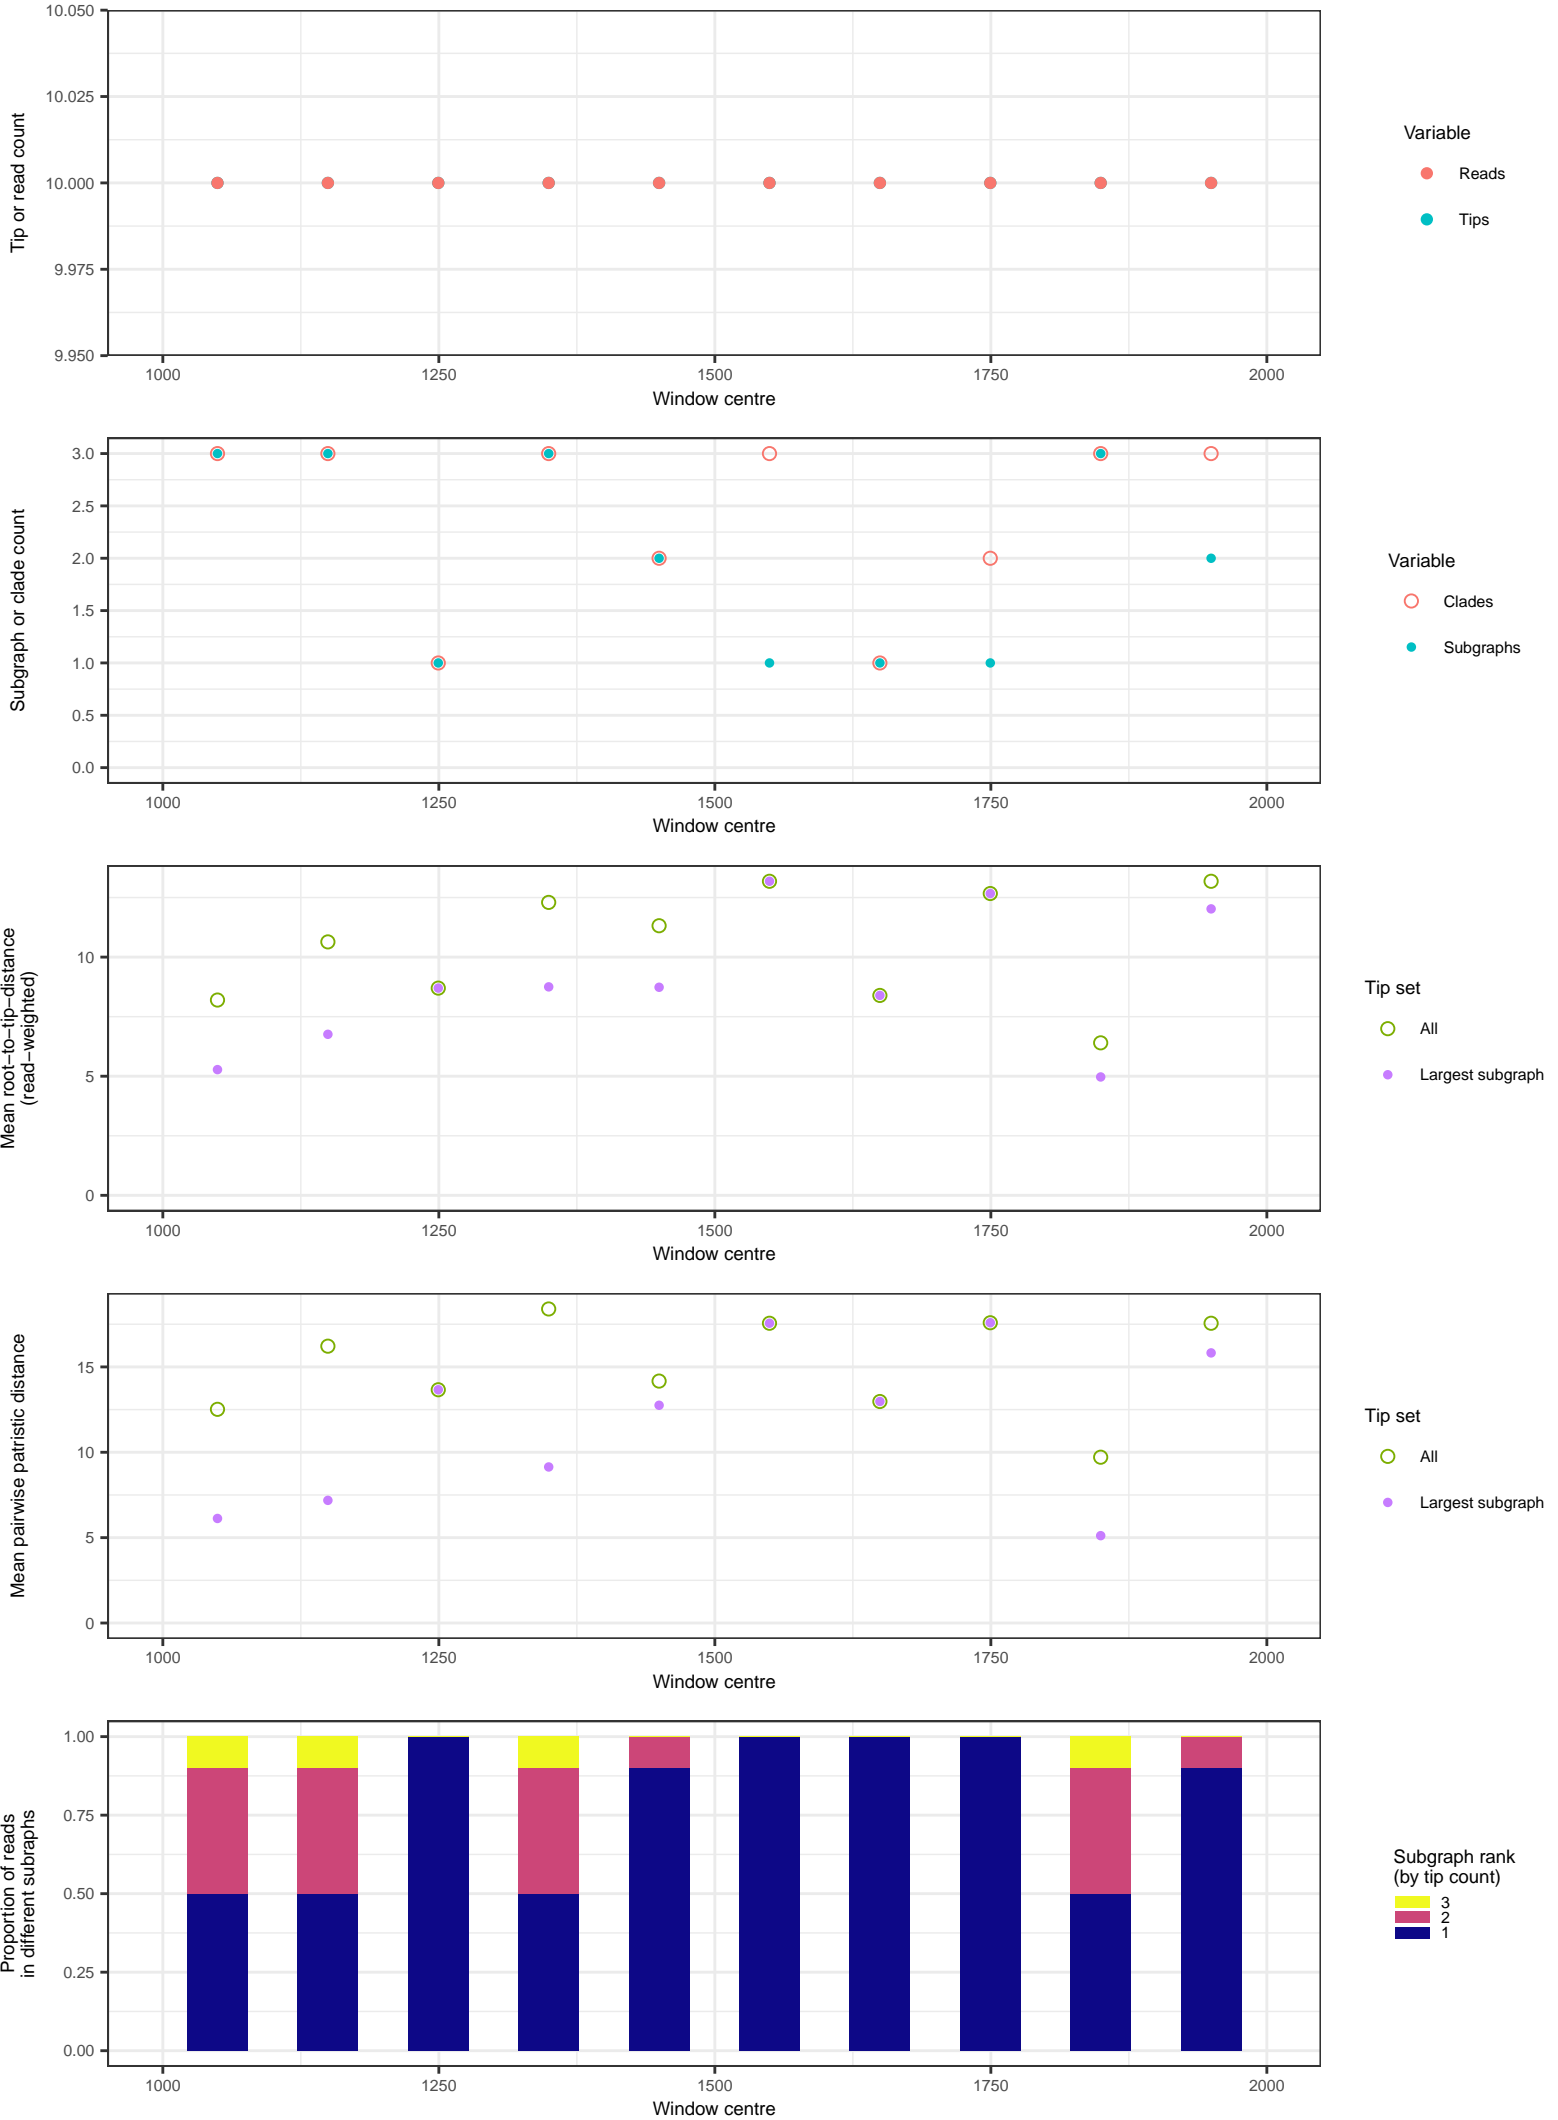 10.050
10.025
10.000
9.975
9.950
Tip or read count
1000 1250 1500 1750 2000
Window centre
Variable
Reads
Tips
3.0
2.5
2.0
1.5
1.0
0.5
0.0
Subgraph or clade count
1000 1250 1500 1750 2000
Window centre
Variable
Clades
Subgraphs
10
5
0
Mean root−to−tip−distance
(read−weighted)
1000 1250 1500 1750 2000
Window centre
Tip set
All
Largest subgraph
15
10
5
0
Mean pairwise patristic distance
1000 1250 1500 1750 2000
Window centre
Tip set
All
Largest subgraph
1.00
0.75
0.50
0.25
0.00
Proportion of reads
in different subraphs
1000 1250 1500 1750 2000
Window centre
Subgraph rank
(by tip count)
3
2
1